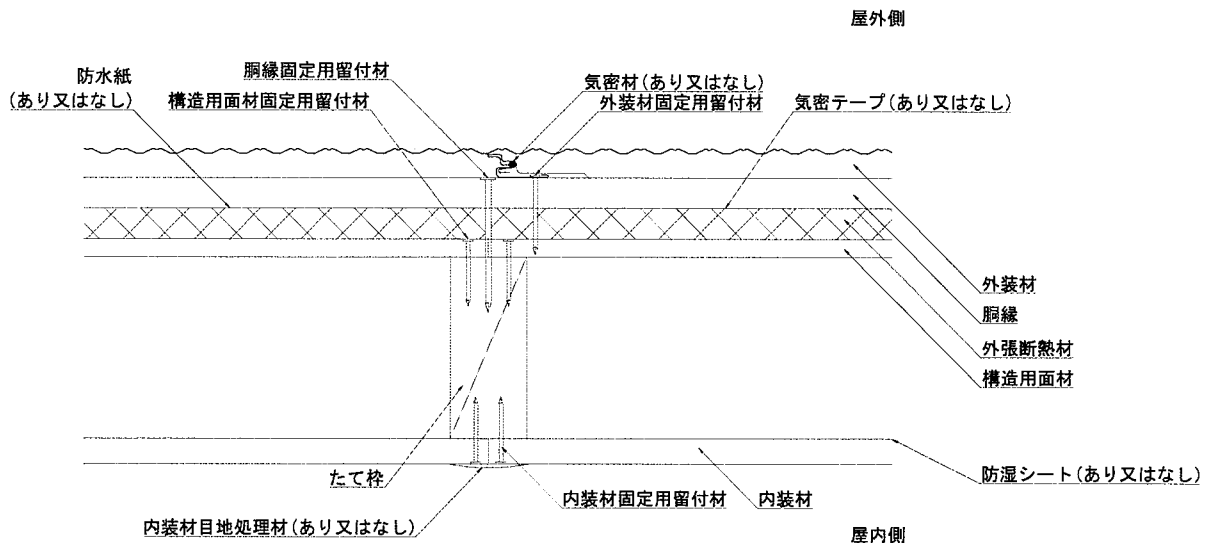 屋外側
防水紙
(あり又はなし)
胴縁固定用留付材
構造用面材固定用留付材
気密材(あり又はなし)
外装材固定用留付材
気密テープ(あり又はなし)
外装材
胴縁
外張断熱材
構造用面材
たて枠
内装材目地処理材(あり又はなし)
内装材固定用留付材
内装材
防湿シート(あり又はなし)
屋内側